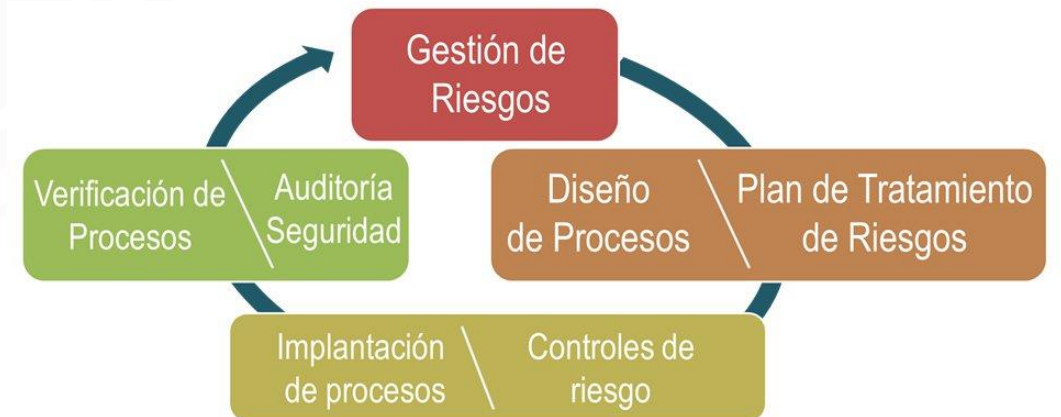 Gestión de
Riesgos
Diseño
de Procesos
Plan de Tratamiento
de Riesgos
Implantación
de procesos
Controles de
riesgo
Verificación de
Procesos
Auditoría
Seguridad